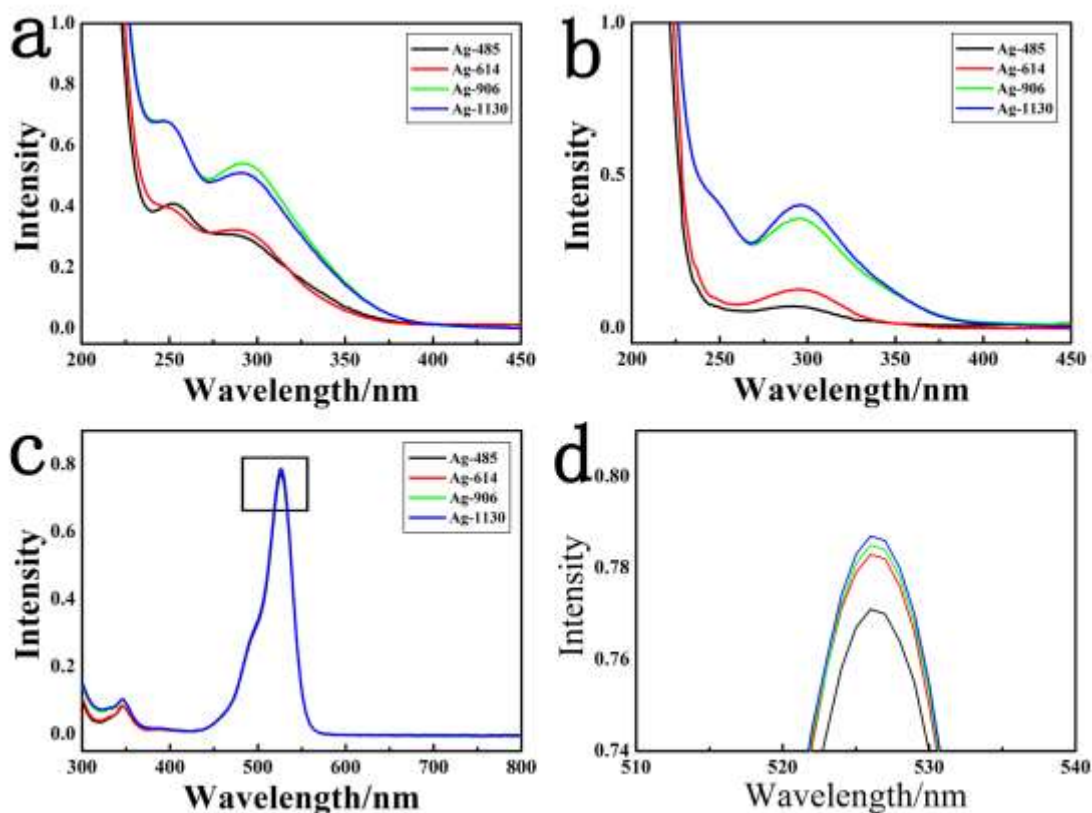 a
Ag-485
Ag-614
Ag-906
Ag-1130
1.0
0.8
0.6
0.4
0.2
0.0
Intensity
200 250 300 350 400 450
Wavelength/nm
b
Ag-485
Ag-614
Ag-906
Ag-1130
1.0
0.5
0.0
Intensity
200 250 300 350 400 450
Wavelength/nm
c
Ag-485
Ag-614
Ag-906
Ag-1130
0.8
0.6
0.4
0.2
0.0
Intensity
300 400 500 600 700 800
Wavelength/nm
d
0.80
0.78
0.76
0.74
Intensity
510 520 530 540
Wavelength/nm